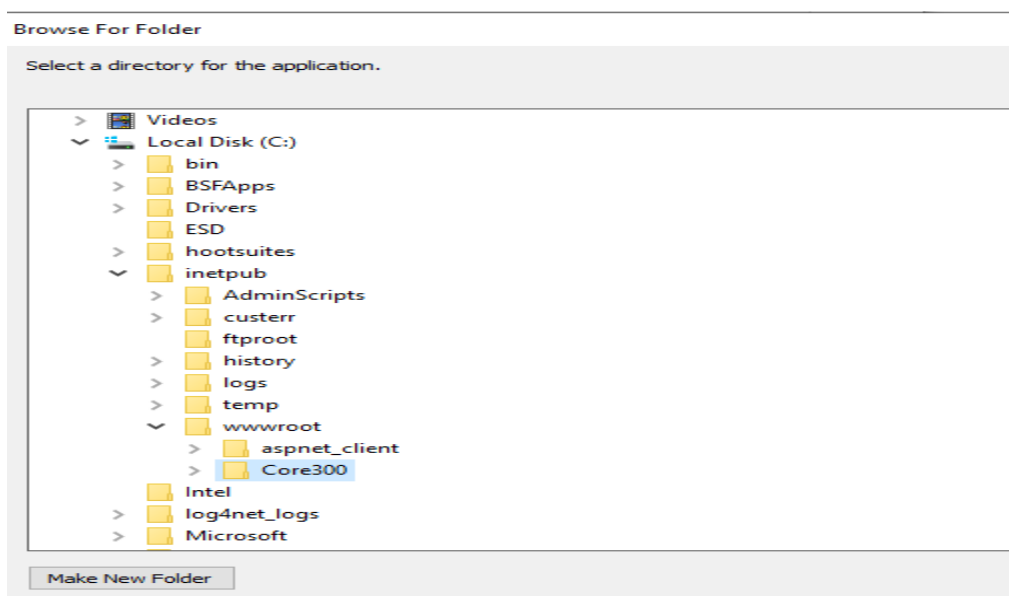 Browse For Folder
Select a directory for the application.
Videos
Local Disk (C:)
bin
BSFApps
Drivers
ESD
hootsuites
inetpub
AdminScripts
custerr
ftproot
history
logs
temp
wwwroot
aspnet_client
Core300
Intel
log4net_logs
Microsoft
Make New Folder